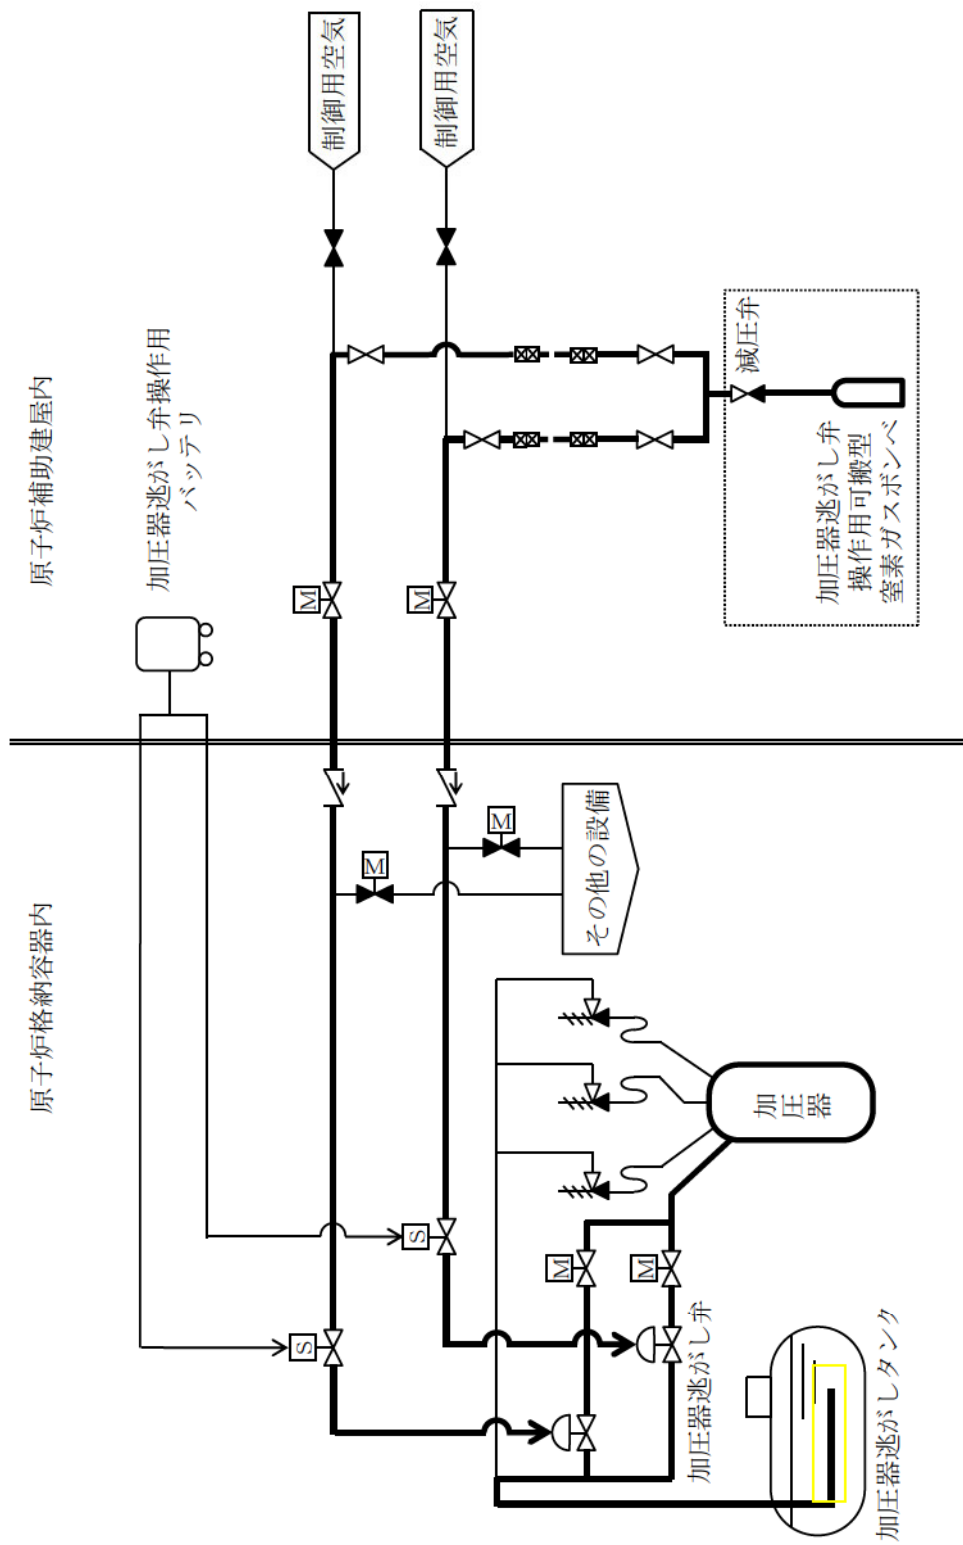 原子炉格納容器内
原子炉補助建屋内
加圧器逃がし弁操作用
バッテリ
S
M
制御用空気
M
S
M
制御用空気
M
M
その他の設備
M
加圧器逃がし弁
減圧弁
加
圧
器
加圧器逃がし弁
操作用可搬型
窒素ガスボンベ
加圧器逃がしタンク